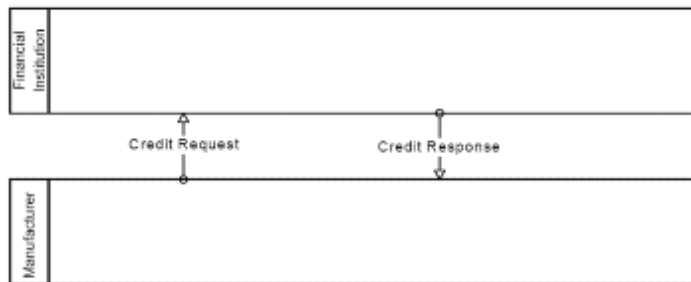 Financial
Institution
Credit Request
Credit Response
Manufacturer